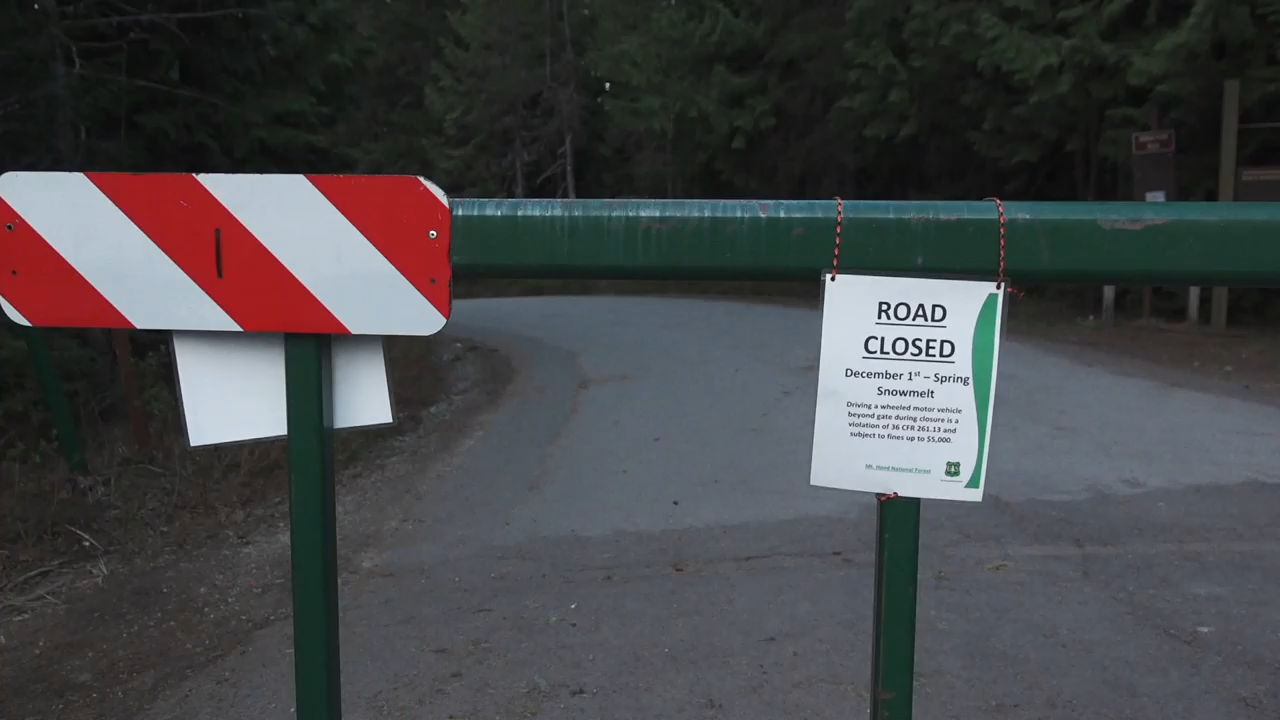 ROAD
CLOSED
December 1st – Spring
Snowmelt
Driving a wheeled motor vehicle
beyond gate during closure is a
violation of 36 CFR 261.13 and
subject to fines up to $5,000.
Mt. Hood National Forest